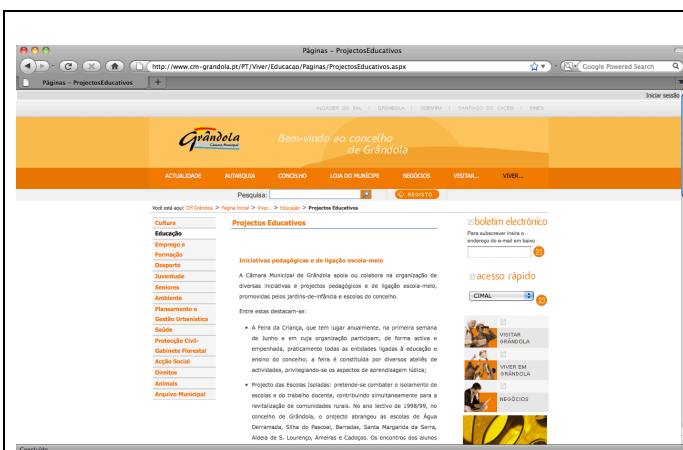 Páginas – ProjectosEducativos
http://www.cm-grandola.pt/PT/Viver/Educacao/Paginas/ProjectosEducativos.aspx
Google Powered Search
Páginas – ProjectosEducativos
Iniciar sessão
ALCÁCER DO SAL | GRÂNDOLA | ODEMIRA | SANTIAGO DO CACÉM | SINES
Grândola
Câmara Municipal
Bem-vindo ao concelho
de Grândola
ACTUALIDADE AUTARQUIA CONCELHO LOJA DO MUNÍCIPE NEGÓCIOS VISITAR... VIVER...
Pesquisa: REGISTO
Você está aqui: CM Grândola > Página Inicial > Viver... > Educação > Projectos Educativos
Cultura
Educação
Emprego e
Formação
Desporto
Juventude
Seniores
Ambiente
Planeamento e
Gestão Urbanística
Saúde
Protecção Civil-
Gabinete Florestal
Acção Social
Direitos
Animais
Arquivo Municipal
Projectos Educativos
Iniciativas pedagógicas e de ligação escola-meio
A Câmara Municipal de Grândola apoia ou colabora na organização de
diversas iniciativas e projectos pedagógicos e de ligação escola-meio,
promovidas pelos jardins-de-infância e escolas do concelho.
Entre estas destacam-se:
• A Feira da Criança, que tem lugar anualmente, na primeira semana
de Junho e em cuja organização participam, de forma activa e
empenhada, praticamente todas as entidades ligadas à educação e
ensino do concelho; a feira é constituída por diversos ateliês de
actividades, privilegiando-se os aspectos de aprendizagem lúdica;
• Projecto das Escolas Isoladas: pretende-se combater o isolamento de
escolas e do trabalho docente, contribuindo simultaneamente para a
revitalização de comunidades rurais. No ano lectivo de 1998/99, no
concelho de Grândola, o projecto abrangeu as escolas de Água
Derramada, Silha do Pascoal, Barradas, Santa Margarida da Serra,
Aldeia de S. Lourenço, Ameiras e Cadoços. Os encontros dos alunos
boletim electrónico
Para subscrever insira o
endereço do e-mail em baixo
acesso rápido
CIMAL
VISITAR
GRÂNDOLA
VIVER EM
GRÂNDOLA
NEGÓCIOS
Concluído